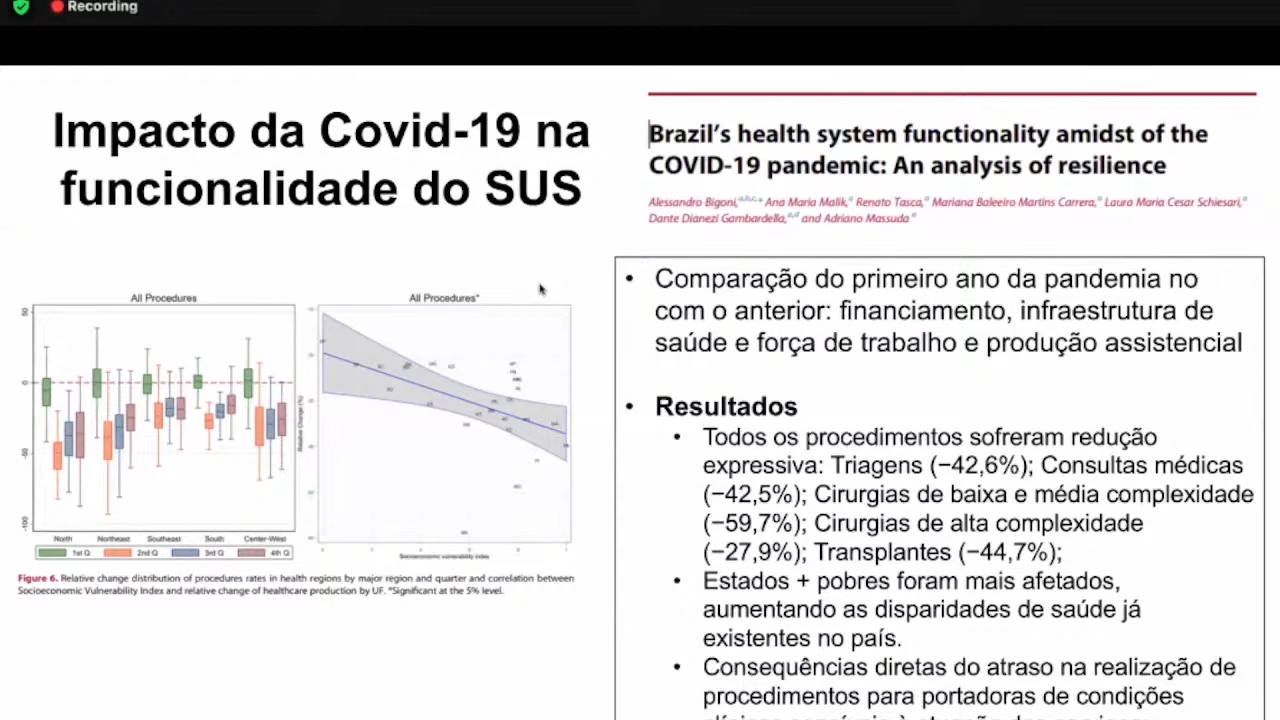 Recording
Impacto da Covid-19 na
funcionalidade do SUS
Brazil's health system functionality amidst of the
COVID-19 pandemic: An analysis of resilience
Alessandro Bigoni, Ana Maria Malik, Renato Tasca, Mariana Baleeiro Martins Carrera, Laura Maria Cesar Schiesari,
Dante Dianezi Gambardella, and Adriano Massuda
All Procedures
50
0
-50
-100
North Northeast Southeast South Center-West
1st Q 2nd Q 3rd Q 4th Q
All Procedures*
Relative Change (%)
Socioeconomic vulnerability index
Figure 6. Relative change distribution of procedures rates in health regions by major region and quarter and correlation between
Socioeconomic Vulnerability Index and relative change of healthcare production by UF. *Significant at the 5% level.
• Comparação do primeiro ano da pandemia no
com o anterior: financiamento, infraestrutura de
saúde e força de trabalho e produção assistencial
• Resultados
• Todos os procedimentos sofreram redução
expressiva: Triagens (−42,6%); Consultas médicas
(−42,5%); Cirurgias de baixa e média complexidade
(−59,7%); Cirurgias de alta complexidade
(−27,9%); Transplantes (−44,7%);
• Estados + pobres foram mais afetados,
aumentando as disparidades de saúde já
existentes no país.
• Consequências diretas do atraso na realização de
procedimentos para portadores de condições